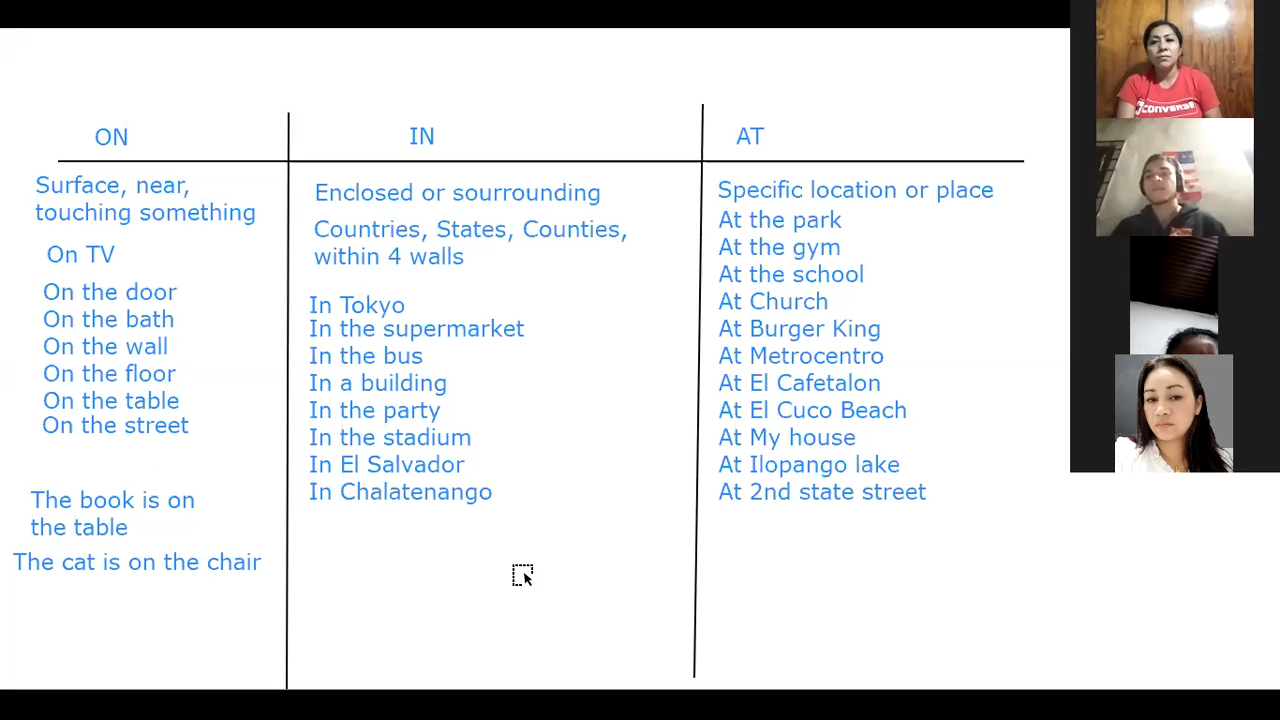 ON
Surface, near,
touching something
On TV
On the door
On the bath
On the wall
On the floor
On the table
On the street
The book is on
the table
The cat is on the chair
IN
Enclosed or sourrounding
Countries, States, Counties,
within 4 walls
In Tokyo
In the supermarket
In the bus
In a building
In the party
In the stadium
In El Salvador
In Chalatenango
AT
Specific location or place
At the park
At the gym
At the school
At Church
At Burger King
At Metrocentro
At El Cafetalon
At El Cuco Beach
At My house
At Ilopango lake
At 2nd state street
CONVERSE